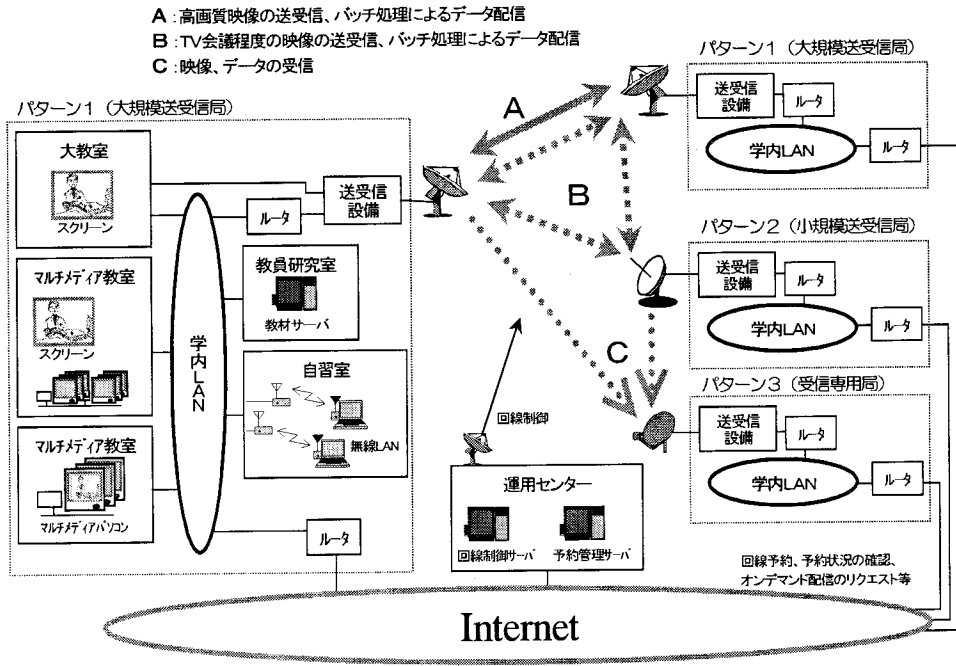 A:高画質映像の送受信、バッチ処理によるデータ配信
B:TV会議程度の映像の送受信、バッチ処理によるデータ配信
C:映像、データの受信
パターン1(大規模送受信局)
大教室
スクリーン
マルチメディア教室
スクリーン
マルチメディア教室
マルチメディアパソコン
学内LAN
ルータ
送受信
設備
教員研究室
教材サーバ
自習室
無線LAN
ルータ
A
B
C
回線制御
運用センター
回線制御サーバ
予約管理サーバ
パターン1(大規模送受信局)
送受信
設備
ルータ
学内LAN
ルータ
パターン2(小規模送受信局)
送受信
設備
ルータ
学内LAN
ルータ
パターン3(受信専用局)
送受信
設備
ルータ
学内LAN
ルータ
回線予約、予約状況の確認、
オンデマンド配信のリクエスト等
Internet